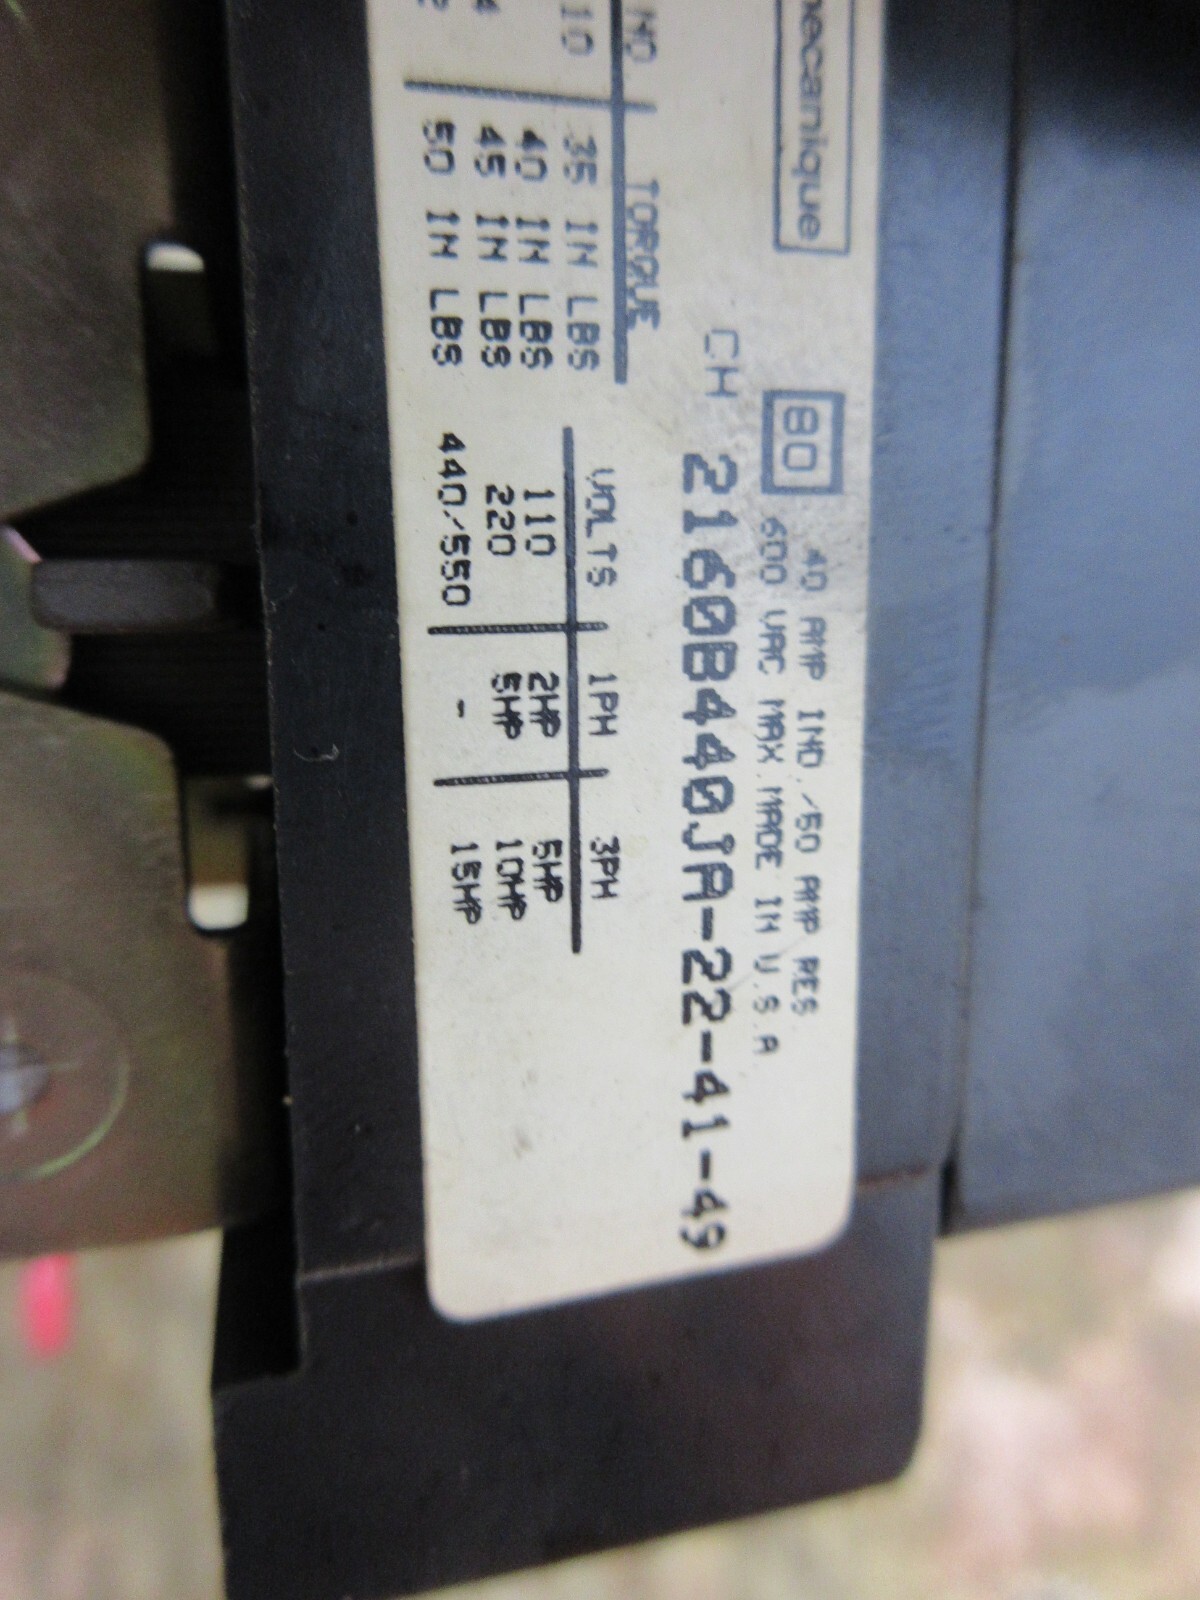 mecanique
80 40 AMP IND./50 AMP RES
600 VAC MAX.MADE IN U.S.A
CH 2160B440JA-22-41-49
NO. TORQUE
10 35 IN LBS
40 IN LBS
4 45 IN LBS
2 50 IN LBS
VOLTS 1PH 3PH
110 2HP 5HP
220 5HP 10HP
440/550 - 15HP